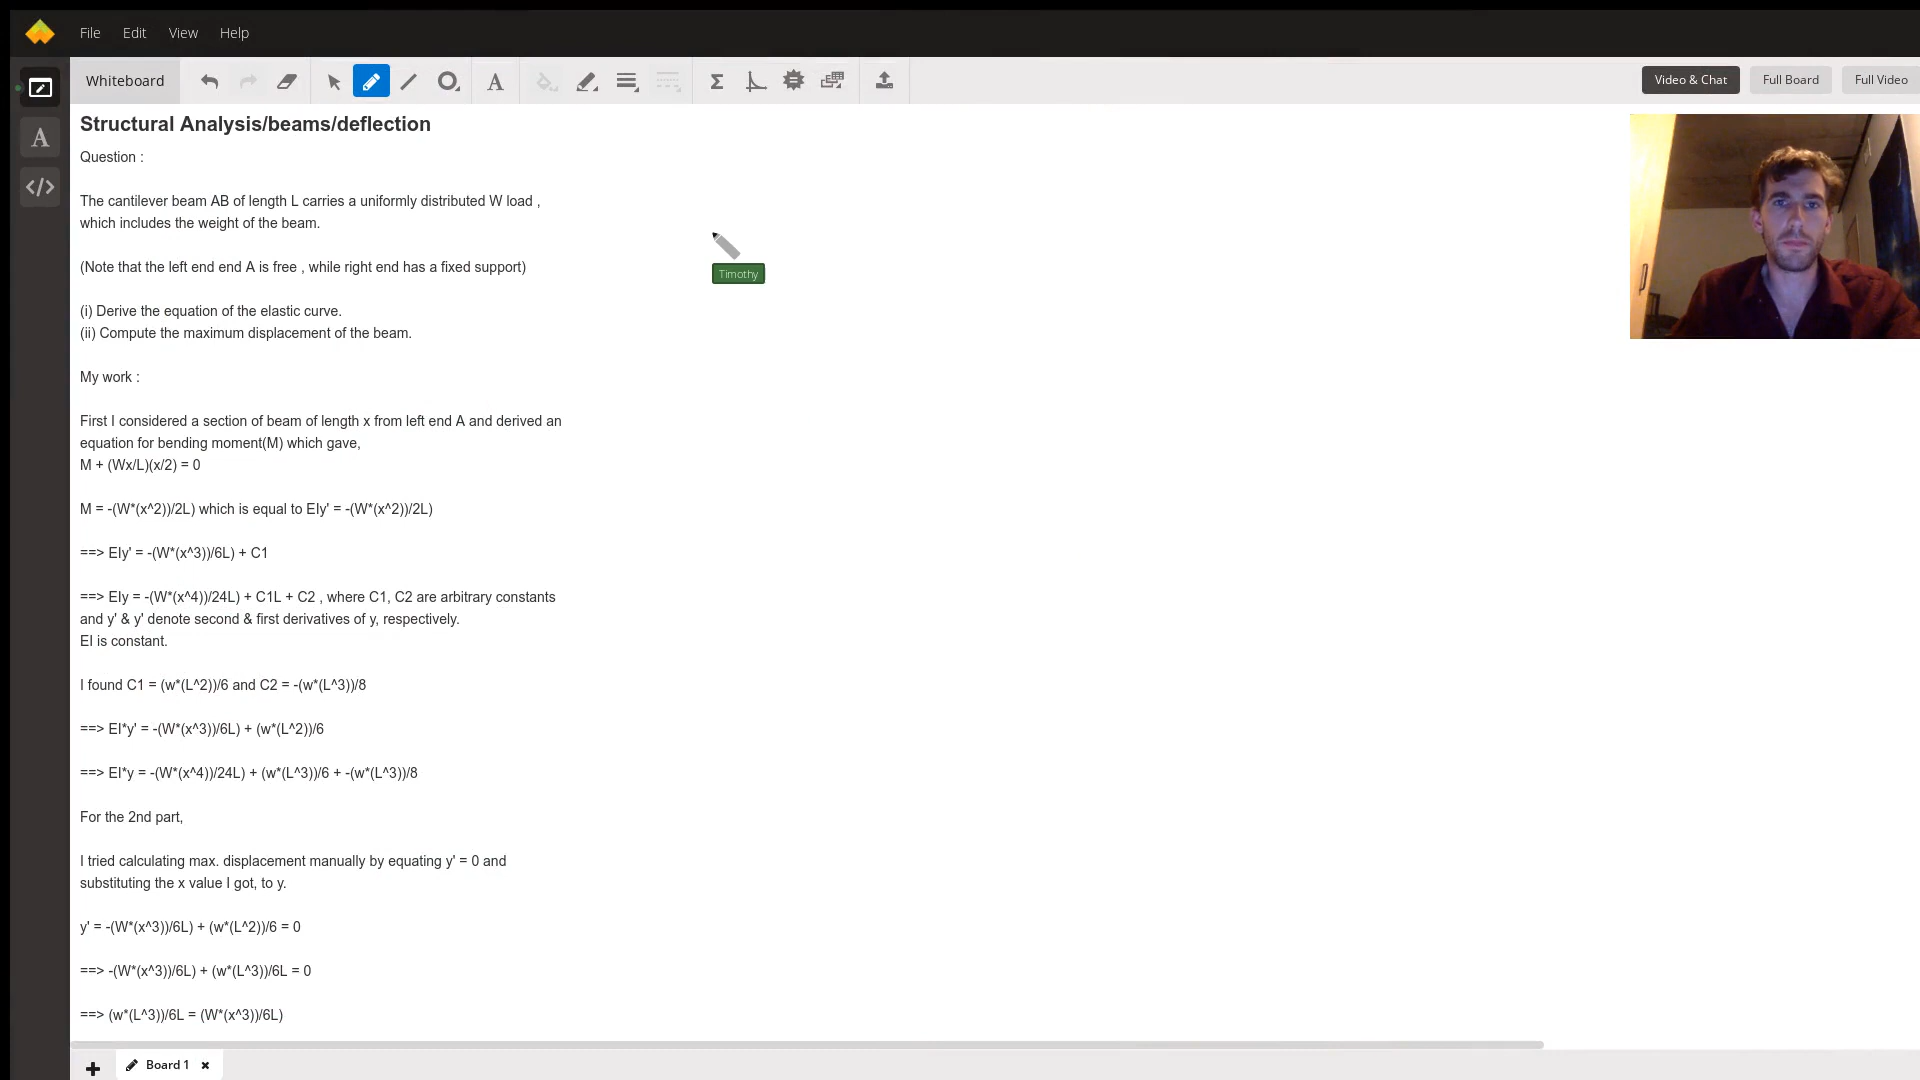 File Edit View Help
Whiteboard
Video & Chat Full Board Full Video
Structural Analysis/beams/deflection
Question :
The cantilever beam AB of length L carries a uniformly distributed W load ,
which includes the weight of the beam.
(Note that the left end end A is free , while right end has a fixed support)
(i) Derive the equation of the elastic curve.
(ii) Compute the maximum displacement of the beam.
My work :
First I considered a section of beam of length x from left end A and derived an
equation for bending moment(M) which gave,
M + (Wx/L)(x/2) = 0
M = -(W*(x^2))/2L) which is equal to EIy' = -(W*(x^2))/2L)
==> EIy' = -(W*(x^3))/6L) + C1
==> EIy = -(W*(x^4))/24L) + C1L + C2 , where C1, C2 are arbitrary constants
and y' & y' denote second & first derivatives of y, respectively.
EI is constant.
I found C1 = (w*(L^2))/6 and C2 = -(w*(L^3))/8
==> EI*y' = -(W*(x^3))/6L) + (w*(L^2))/6
==> EI*y = -(W*(x^4))/24L) + (w*(L^3))/6 + -(w*(L^3))/8
For the 2nd part,
I tried calculating max. displacement manually by equating y' = 0 and
substituting the x value I got, to y.
y' = -(W*(x^3))/6L) + (w*(L^2))/6 = 0
==> -(W*(x^3))/6L) + (w*(L^3))/6L = 0
==> (w*(L^3))/6L = (W*(x^3))/6L)
Timothy
Board 1